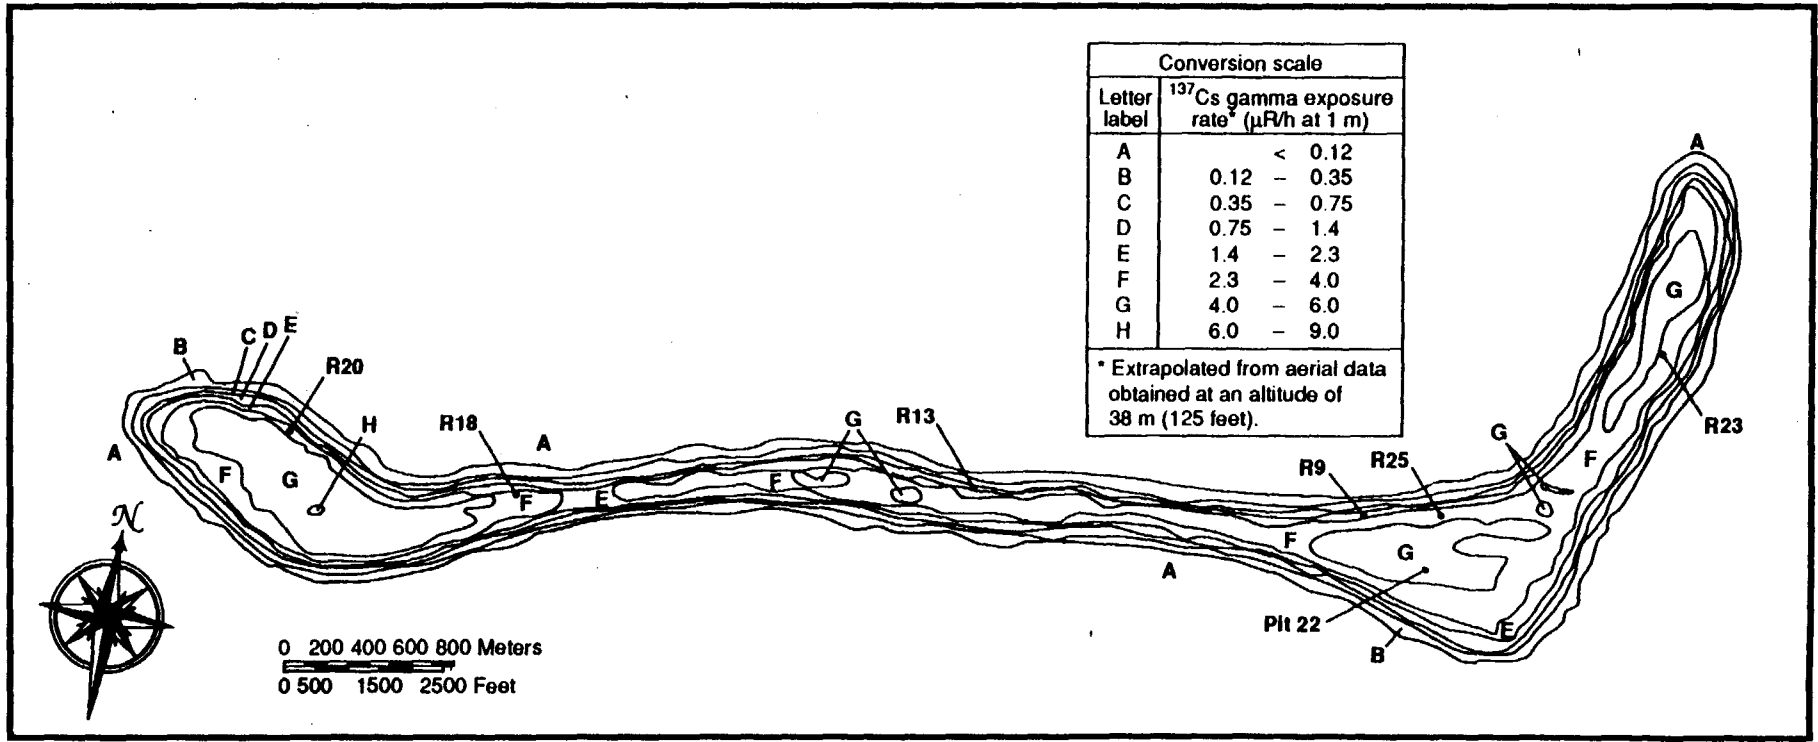 Conversion scale
Letter label
¹³⁷Cs gamma exposure rate* (µR/h at 1 m)
A < 0.12
B 0.12 – 0.35
C 0.35 – 0.75
D 0.75 – 1.4
E 1.4 – 2.3
F 2.3 – 4.0
G 4.0 – 6.0
H 6.0 – 9.0
* Extrapolated from aerial data
obtained at an altitude of
38 m (125 feet).
A
B
C
D
E
R20
H
R18
A
G
R13
A
F
G
F
E
F
G
R23
G
F
R9
R25
F
G
A
Pit 22
E
B
N
0 200 400 600 800 Meters
0 500 1500 2500 Feet